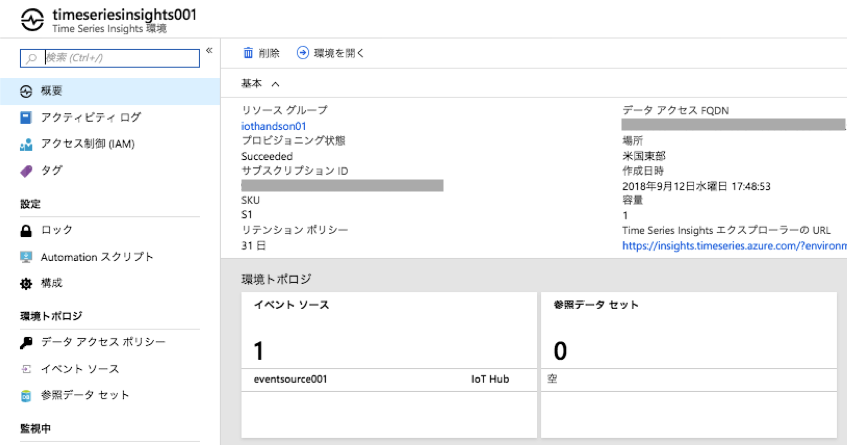 timeseriesinsights001
Time Series Insights 環境
検索 (Ctrl+/)
«
概要
アクティビティ ログ
アクセス制御 (IAM)
タグ
設定
ロック
Automation スクリプト
構成
環境トポロジ
データ アクセス ポリシー
イベント ソース
参照データ セット
監視中
削除
環境を開く
基本
リソース グループ
iothandson01
プロビジョニング状態
Succeeded
サブスクリプション ID
SKU
S1
リテンション ポリシー
31 日
データ アクセス FQDN
場所
米国東部
作成日時
2018年9月12日水曜日 17:48:53
容量
1
Time Series Insights エクスプローラーの URL
https://insights.timeseries.azure.com/?environm
環境トポロジ
イベント ソース
1
eventsource001 IoT Hub
参照データ セット
0
空